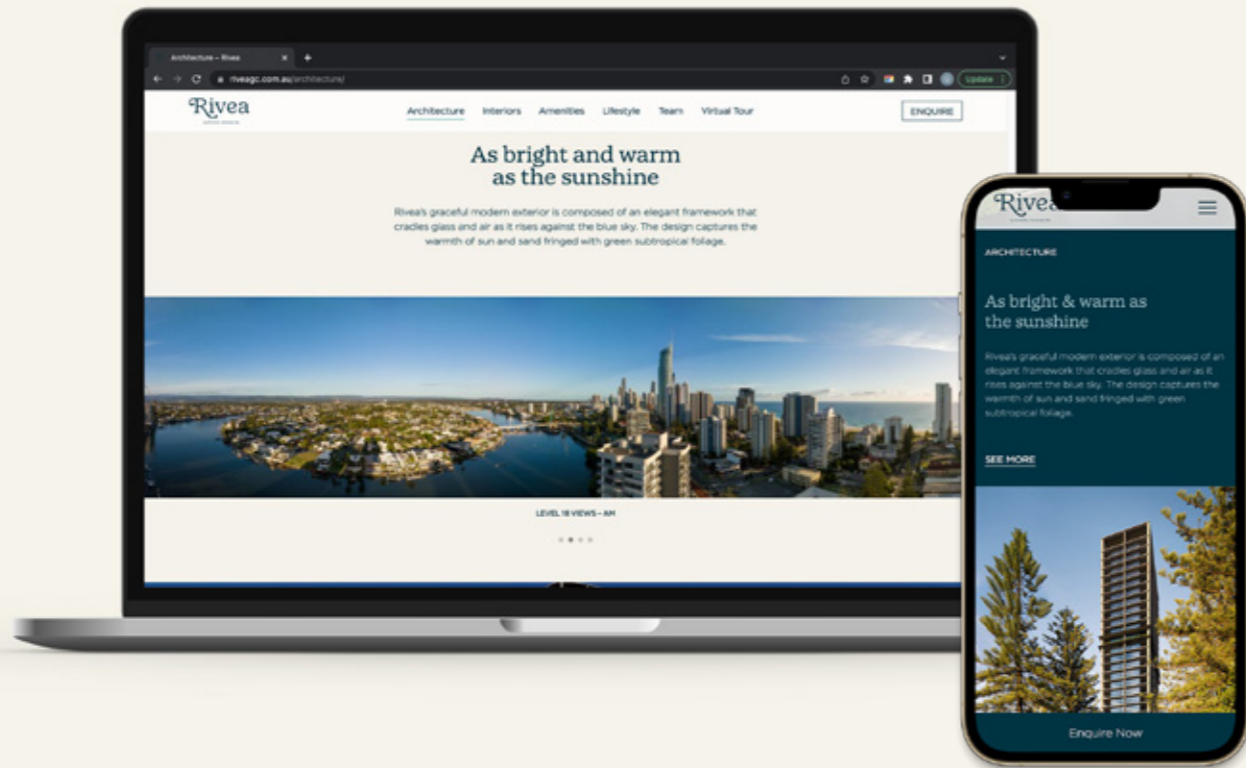 Architecture – Rivea
riveagc.com.au/architecture/
Update
Rivea
Architecture
Interiors
Amenities
Lifestyle
Team
Virtual Tour
ENQUIRE
As bright and warm
as the sunshine
Rivea's graceful modern exterior is composed of an elegant framework that
cradles glass and air as it rises against the blue sky. The design captures the
warmth of sun and sand fringed with green subtropical foliage.
LEVEL 18 VIEWS – AM
Rivea
ARCHITECTURE
As bright & warm as
the sunshine
Rivea's graceful modern exterior is composed of an
elegant framework that cradles glass and air as it
rises against the blue sky. The design captures the
warmth of sun and sand fringed with green
subtropical foliage.
SEE MORE
Enquire Now